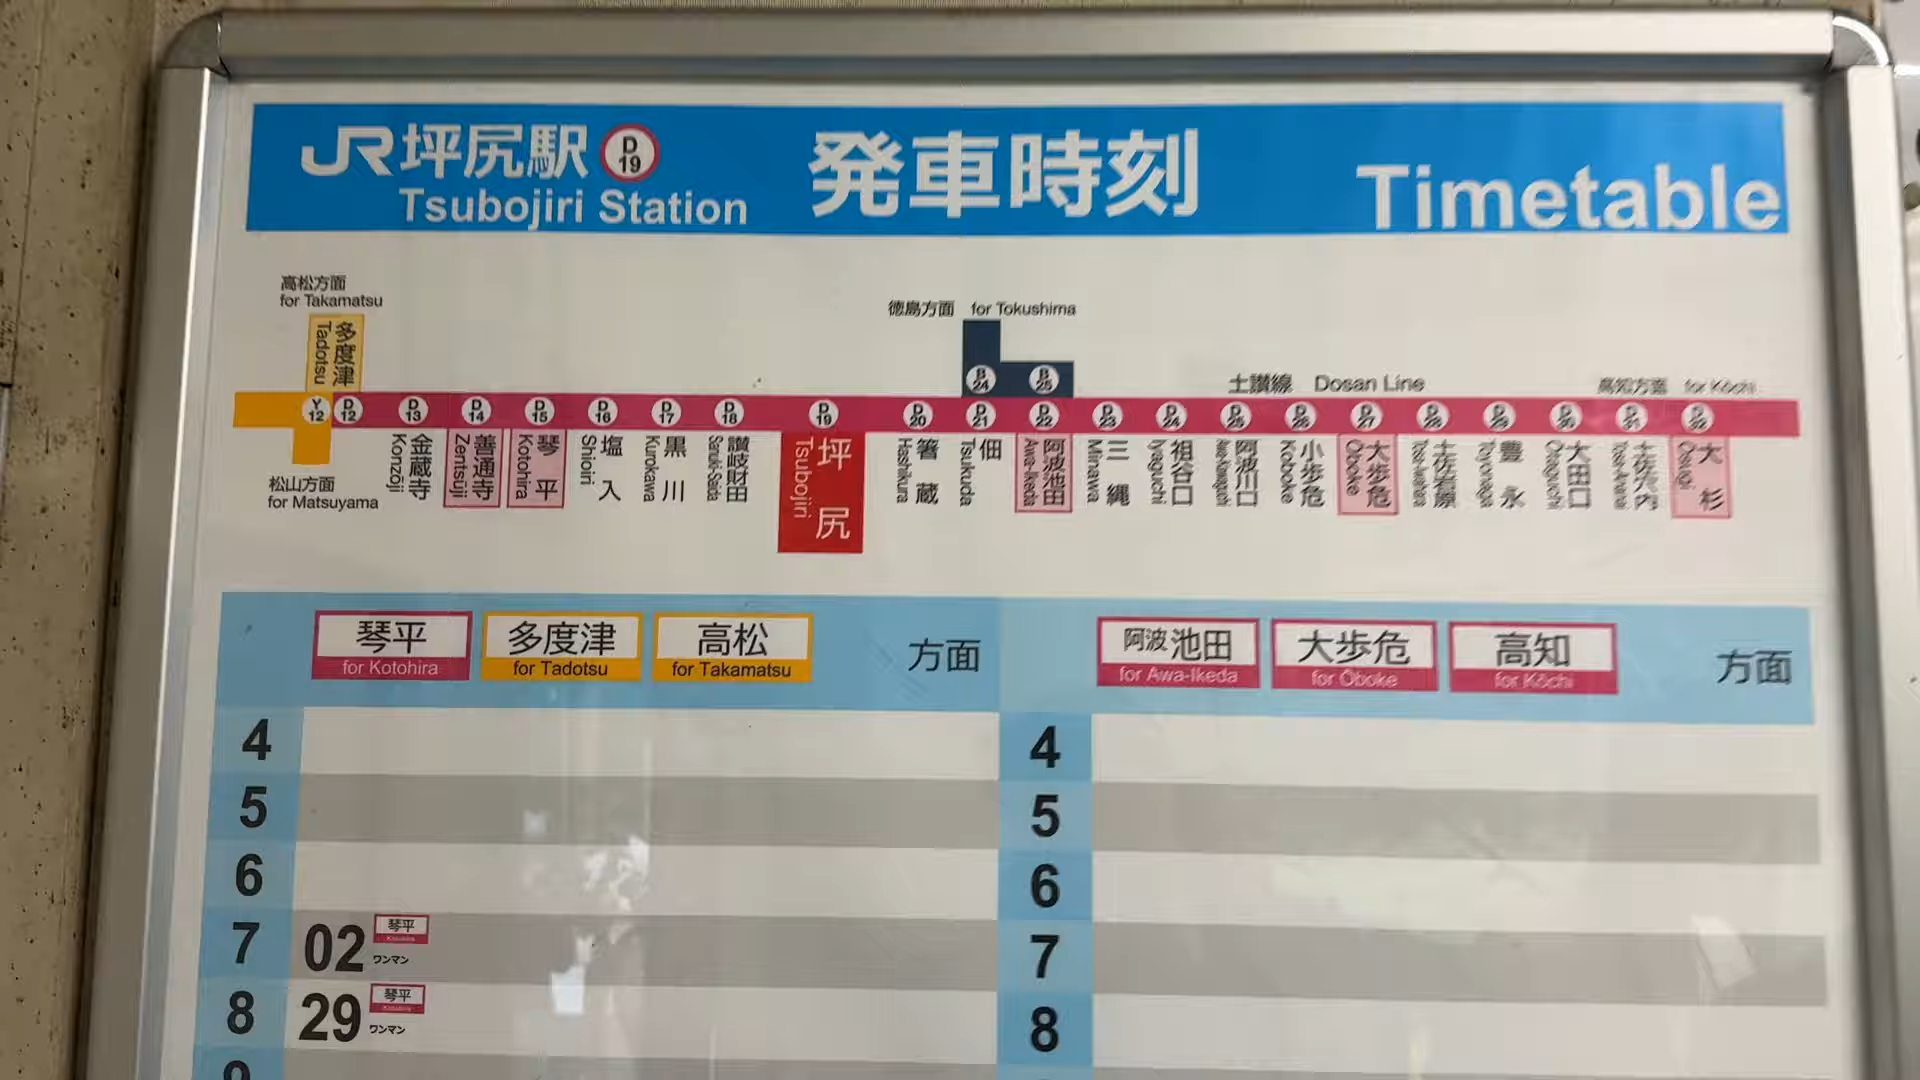 JR坪尻駅 D19
Tsubojiri Station
発車時刻
Timetable
高松方面
for Takamatsu
徳島方面 for Tokushima
多度津
Tadotsu
B24 B25
土讃線 Dosan Line
高知方面 for Kōchi
Y12 D12 D13 D14 D15 D16 D17 D18 D19 D20 D21 D22 D23 D24 D25 D26 D27 D28 D29 D30 D31 D32
松山方面
for Matsuyama
金蔵寺
Konzōji
善通寺
Zentsūji
琴平
Kotohira
塩入
Shioiri
黒川
Kurokawa
讃岐財田
Sanuki-Saida
坪尻
Tsubojiri
箸蔵
Hashikura
佃
Tsukuda
阿波池田
Awa-Ikeda
三縄
Minawa
祖谷口
Iyaguchi
阿波川口
Awa-Kawaguchi
小歩危
Koboke
大歩危
Ōboke
土佐岩原
Tosa-Iwahara
豊永
Toyonaga
大田口
Ōtaguchi
土佐穴内
Tosa-Ananai
大杉
Ōsugi
琴平
for Kotohira
多度津
for Tadotsu
高松
for Takamatsu
方面
阿波池田
for Awa-Ikeda
大歩危
for Ōboke
高知
for Kōchi
方面
4 4
5 5
6 6
7 02 琴平 ワンマン 7
8 29 琴平 ワンマン 8
9